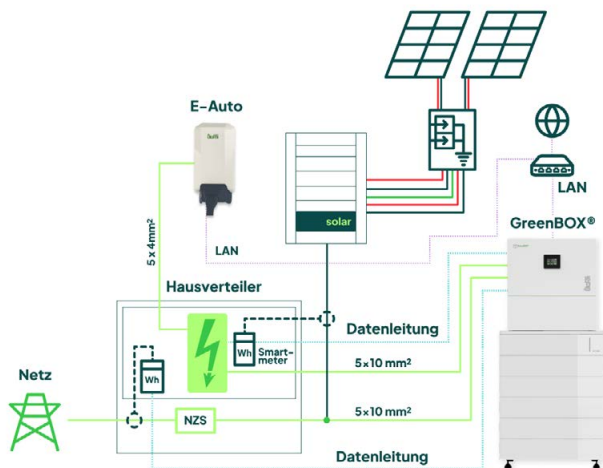 E-Auto
LAN
GreenBOX®
solar
5 x 4mm²
LAN
Hausverteiler
Datenleitung
Wh
Smart-
meter
Wh
5×10 mm²
Netz
NZS
5×10 mm²
Datenleitung